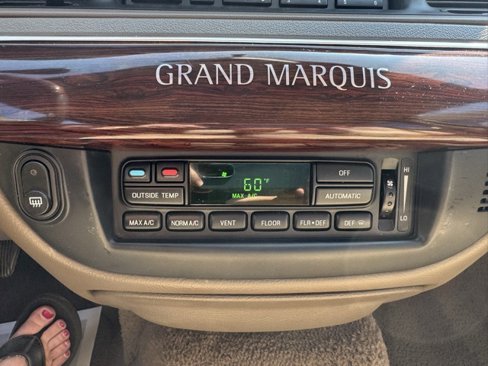 GRAND MARQUIS
60°F
MAX A/C
OFF
OUTSIDE TEMP
AUTOMATIC
HI
LO
MAX A/C
NORM A/C
VENT
FLOOR
FLR•DEF
DEF